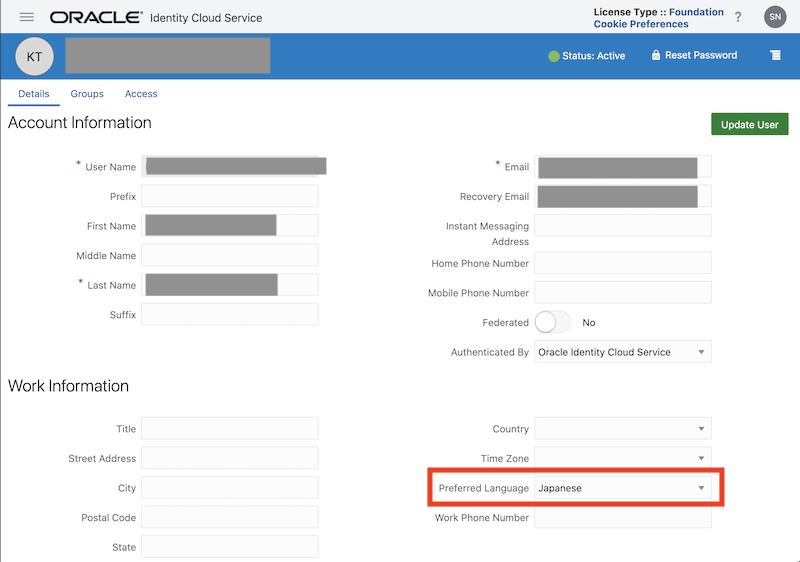 ORACLE® Identity Cloud Service
License Type :: Foundation
Cookie Preferences
?
SN
KT
Status: Active
Reset Password
Details Groups Access
Account Information
Update User
* User Name
Prefix
First Name
Middle Name
* Last Name
Suffix
* Email
Recovery Email
Instant Messaging
Address
Home Phone Number
Mobile Phone Number
Federated No
Authenticated By Oracle Identity Cloud Service
Work Information
Title
Street Address
City
Postal Code
State
Country
Time Zone
Preferred Language Japanese
Work Phone Number